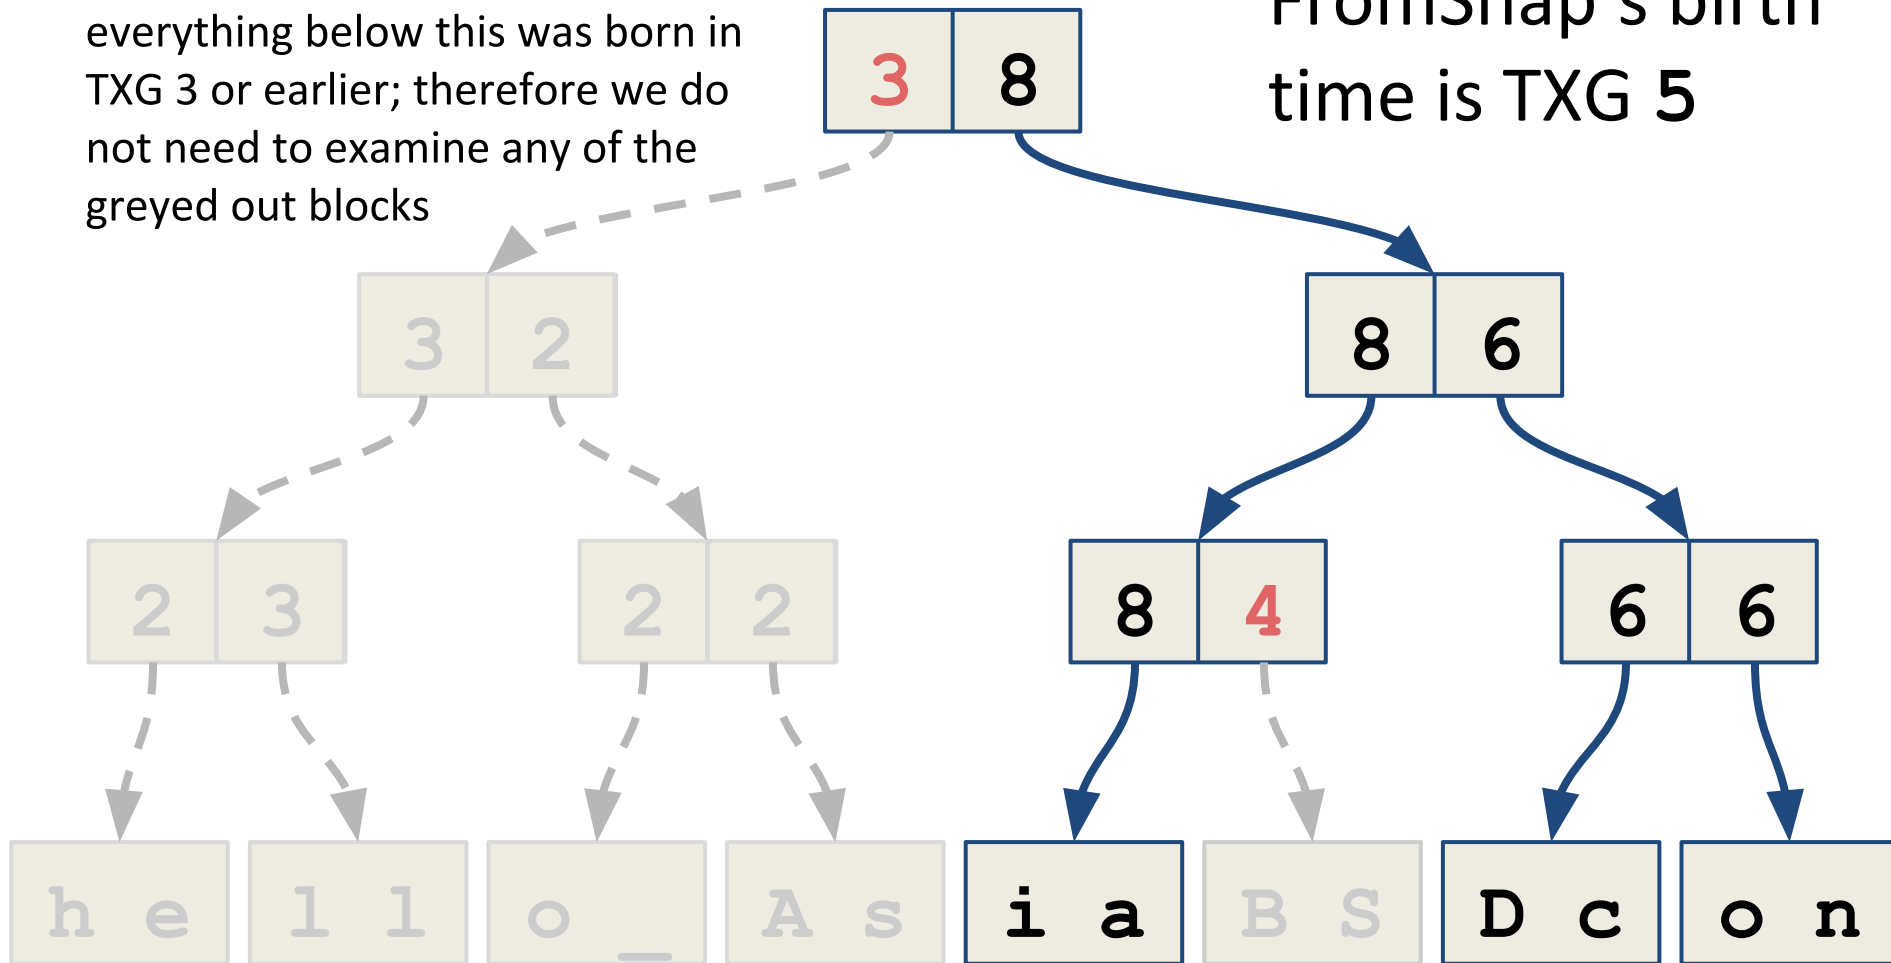 everything below this was born in
TXG 3 or earlier; therefore we do
not need to examine any of the
greyed out blocks
FromSnap's birth
time is TXG 5
3 8
3 2
8 6
2 3
2 2
8 4
6 6
h e
l l
o _
A s
i a
B S
D c
o n